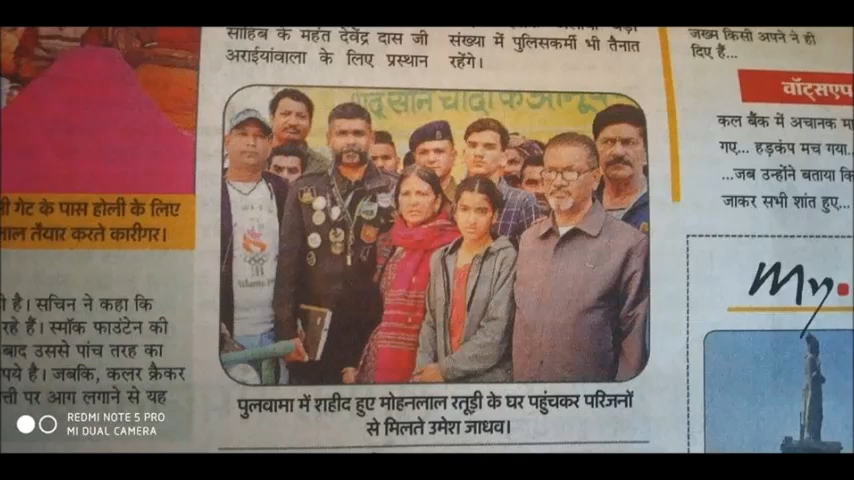 साहिब के महंत देवेंद्र दास जी
अराईयांवाला के लिए प्रस्थान
संख्या में पुलिसकर्मी भी तैनात
रहेंगे।
जख्म किसी अपने ने ही
दिए हैं...
वॉट्सएप
कल बैंक में अचानक
गए... हड़कंप मच गया...
...जब उन्होंने बताया
जाकर सभी शांत हुए...
My.
गेट के पास होली के लिए
तैयार करते कारीगर।
है। सचिन ने कहा कि
रहे हैं। स्मॉक फाउंटेन की
बाद उससे पांच तरह का
है। जबकि, कलर क्रैकर
पर आग लगाने से यह
पुलवामा में शहीद हुए मोहनलाल रतूड़ी के घर पहुंचकर परिजनों
से मिलते उमेश जाधव।
REDMI NOTE 5 PRO
MI DUAL CAMERA